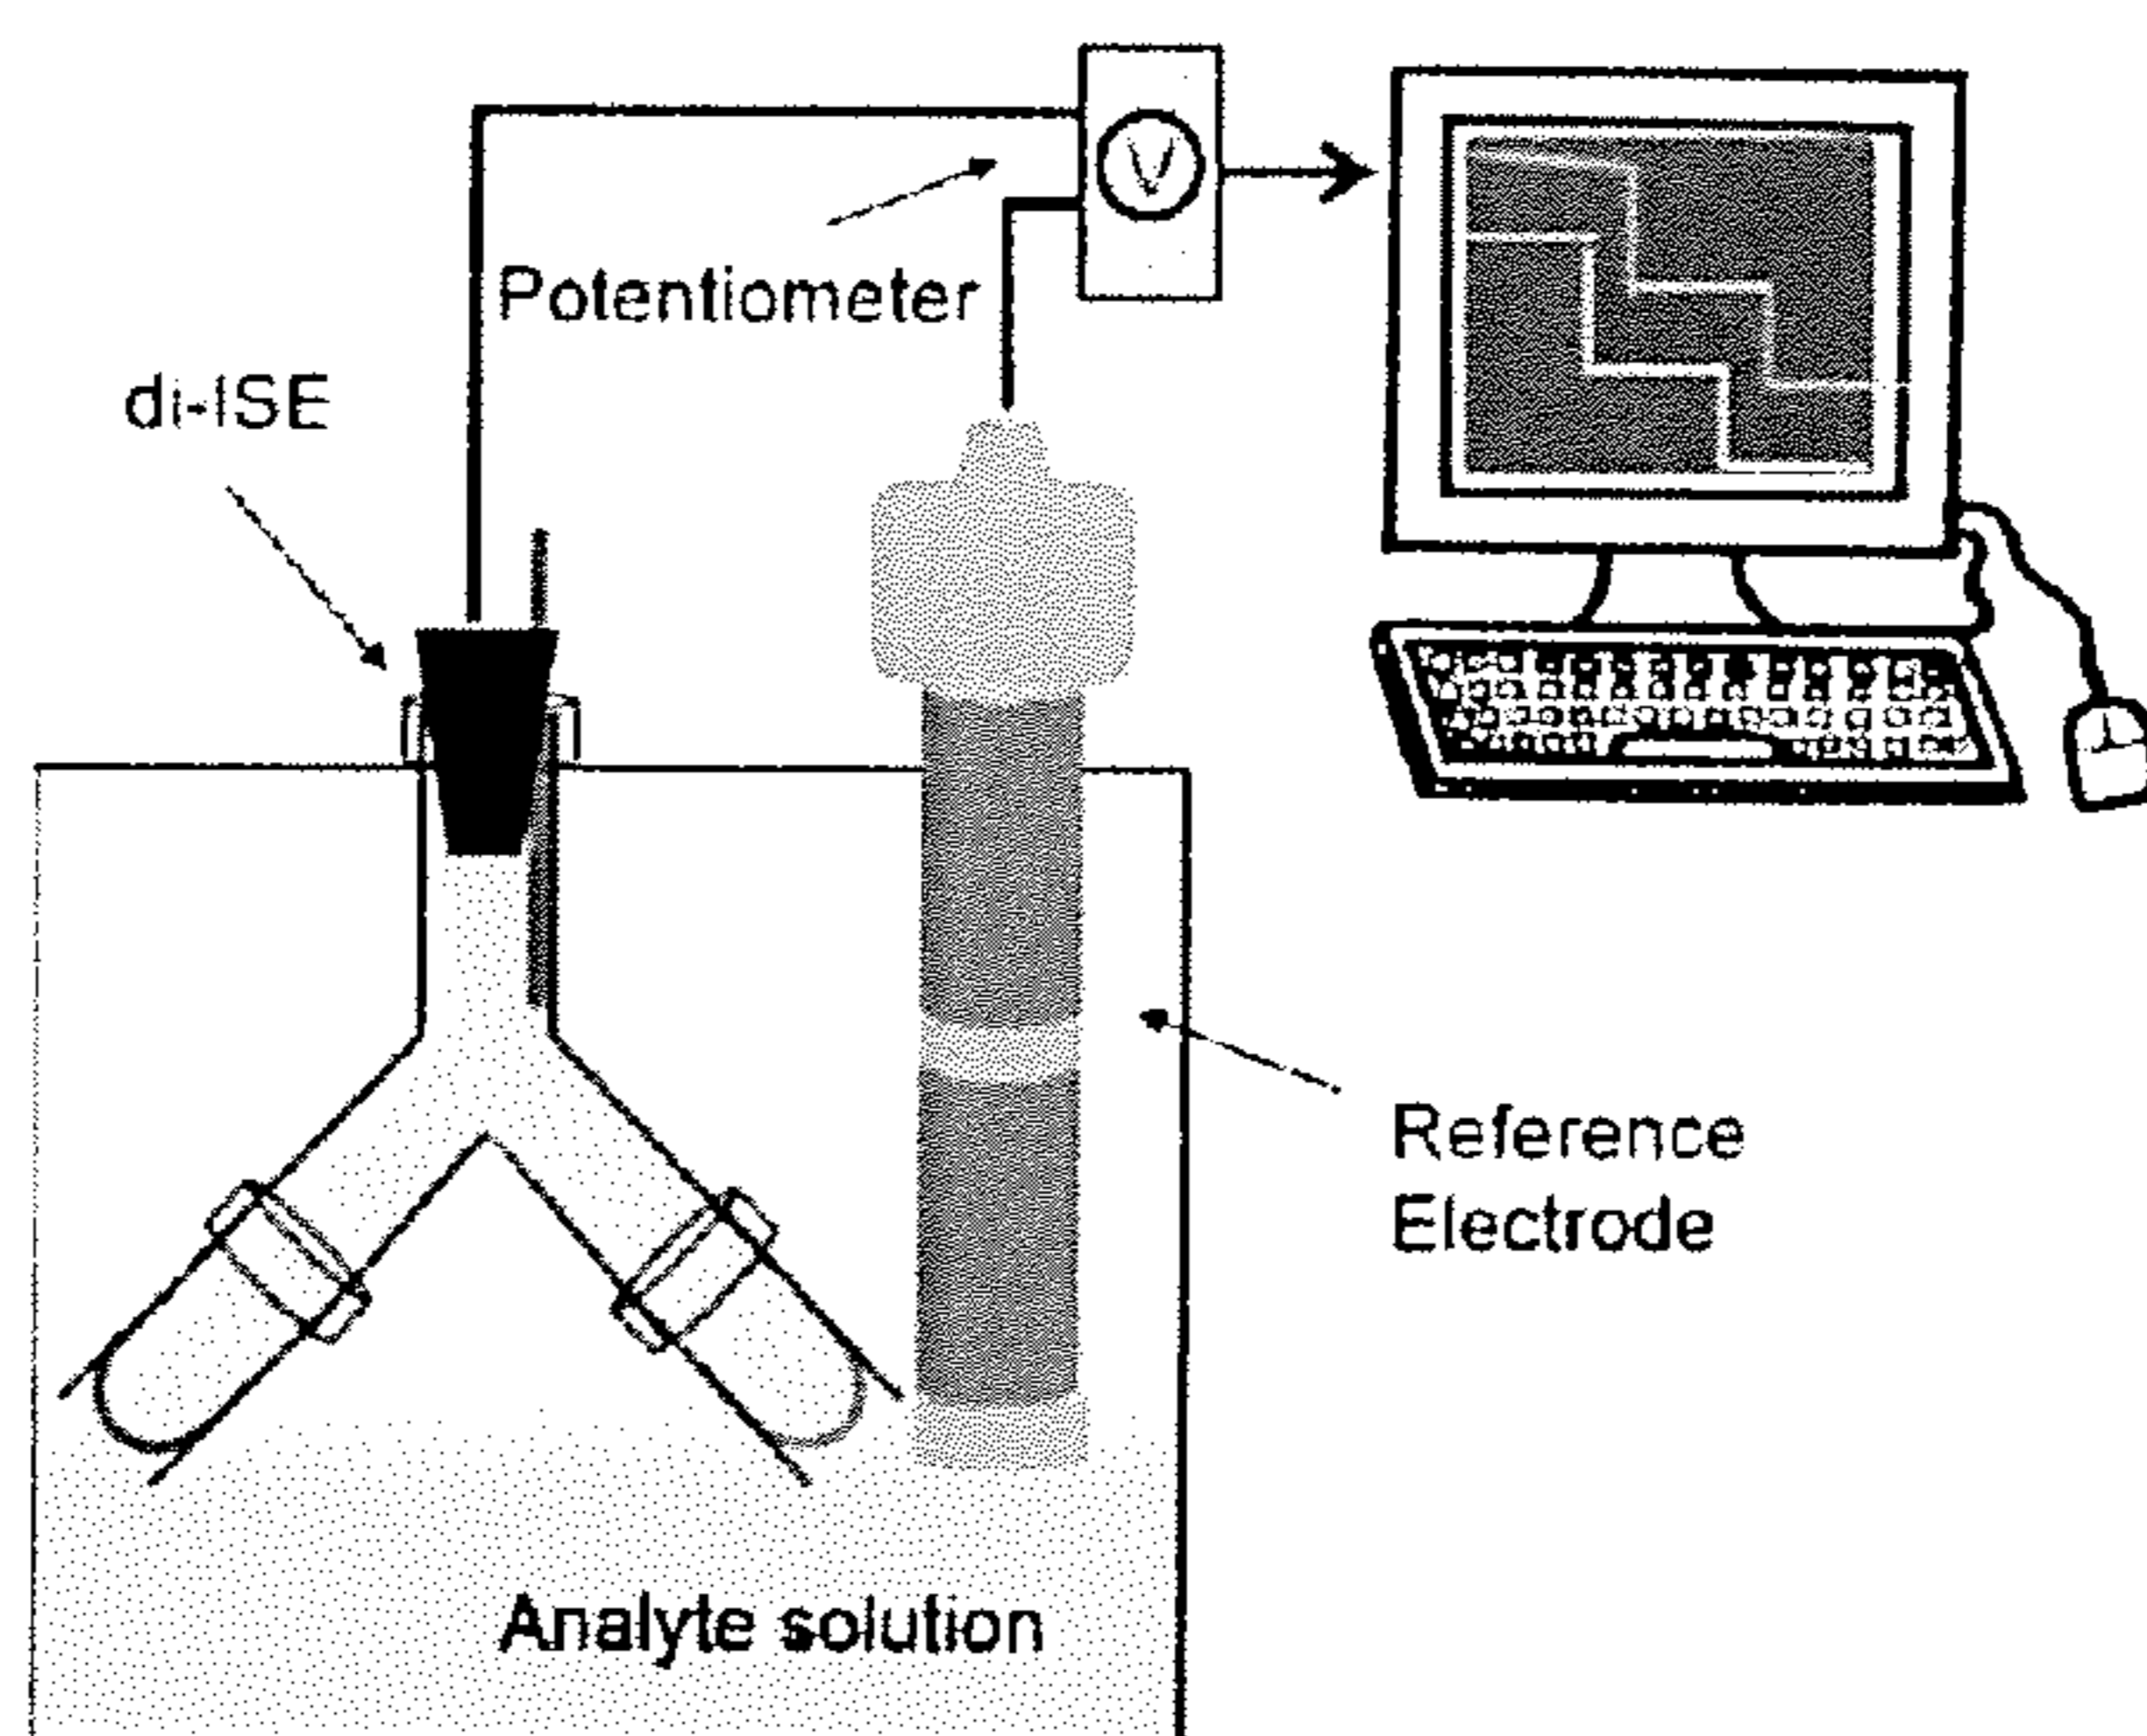 V
Potentiometer
di-ISE
Reference
Electrode
Analyte solution